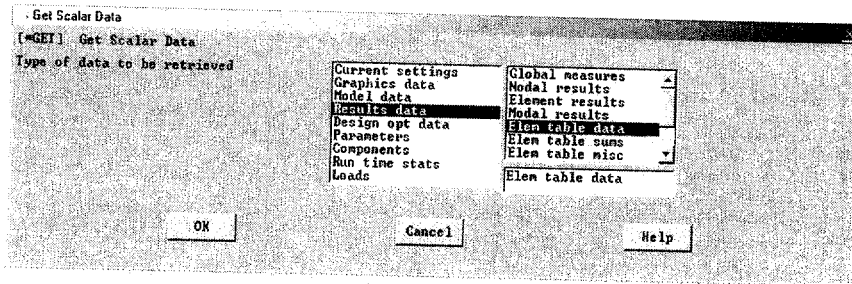 Get Scalar Data
[*GET] Get Scalar Data
Type of data to be retrieved
Current settings
Graphics data
Model data
Results data
Design opt data
Parameters
Components
Run time stats
Loads
Global measures
Nodal results
Element results
Modal results
Elem table data
Elem table sums
Elem table misc
Elem table data
OK
Cancel
Help